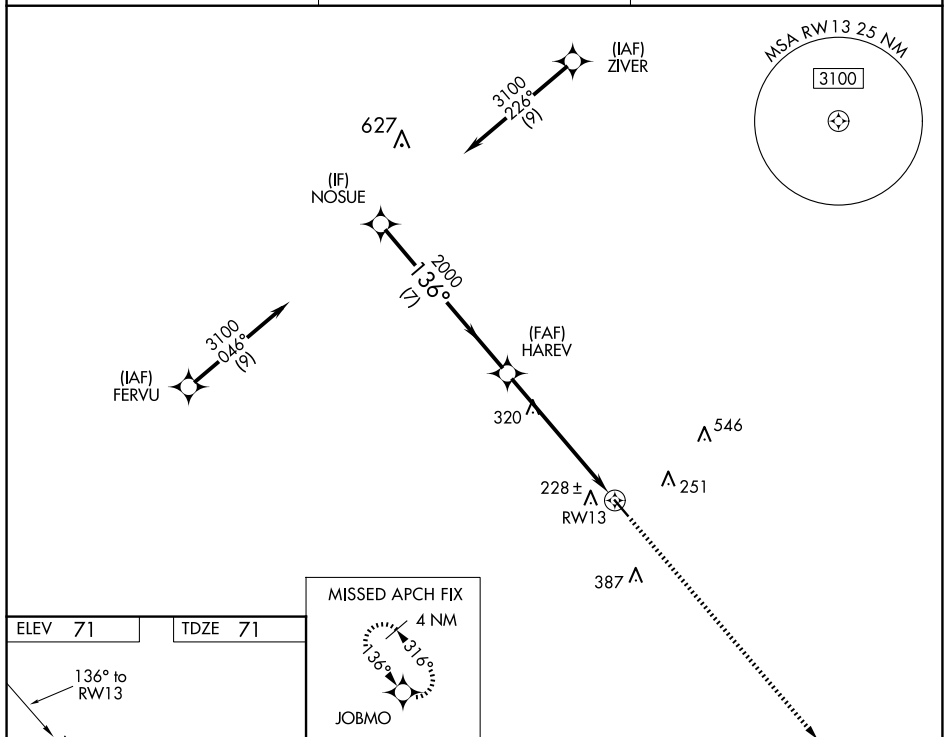 (IAF)
ZIVER
3100
226°
(9)
MSA RW13 25 NM
3100
627
(IF)
NOSUE
2000
136°
(7)
3100
046°
(9)
(IAF)
FERVU
(FAF)
HAREV
320
546
251
228 ±
RW13
387
MISSED APCH FIX
4 NM
136°
316°
JOBMO
ELEV 71
TDZE 71
136° to
RW13